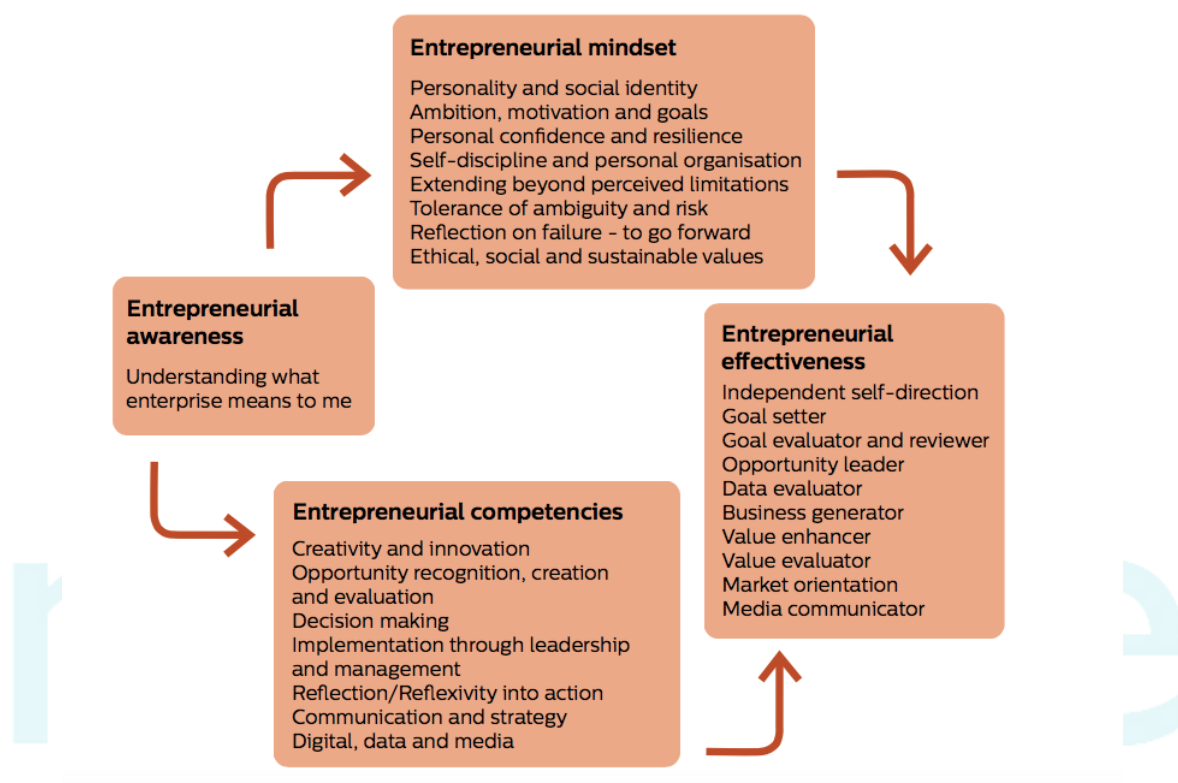 Entrepreneurial mindset
Personality and social identity
Ambition, motivation and goals
Personal confidence and resilience
Self-discipline and personal organisation
Extending beyond perceived limitations
Tolerance of ambiguity and risk
Reflection on failure - to go forward
Ethical, social and sustainable values
Entrepreneurial
awareness
Understanding what
enterprise means to me
Entrepreneurial competencies
Creativity and innovation
Opportunity recognition, creation
and evaluation
Decision making
Implementation through leadership
and management
Reflection/Reflexivity into action
Communication and strategy
Digital, data and media
Entrepreneurial
effectiveness
Independent self-direction
Goal setter
Goal evaluator and reviewer
Opportunity leader
Data evaluator
Business generator
Value enhancer
Value evaluator
Market orientation
Media communicator